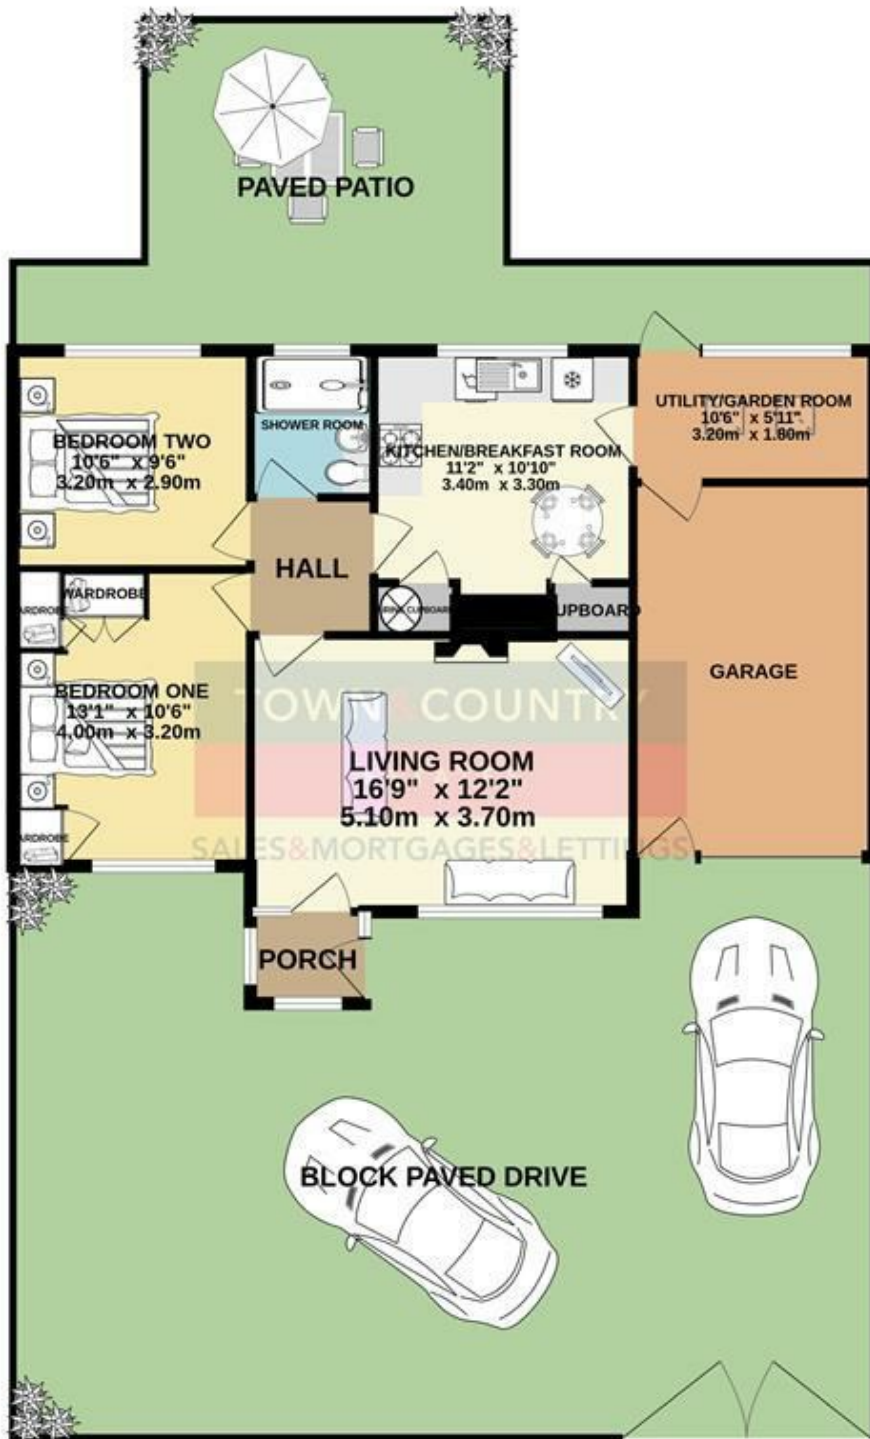 PAVED PATIO
UTILITY/GARDEN ROOM
10'6" x 5'11"
3.20m x 1.80m
SHOWER ROOM
BEDROOM TWO
10'6" x 9'6"
3.20m x 2.90m
KITCHEN/BREAKFAST ROOM
11'2" x 10'10"
3.40m x 3.30m
HALL
WARDROBE
ARDROBE
CUPBOARD
UPBOARD
BEDROOM ONE
13'1" x 10'6"
4.00m x 3.20m
GARAGE
TOWN&COUNTRY
LIVING ROOM
16'9" x 12'2"
5.10m x 3.70m
ARDROBE
SALES&MORTGAGES&LETTINGS
PORCH
BLOCK PAVED DRIVE